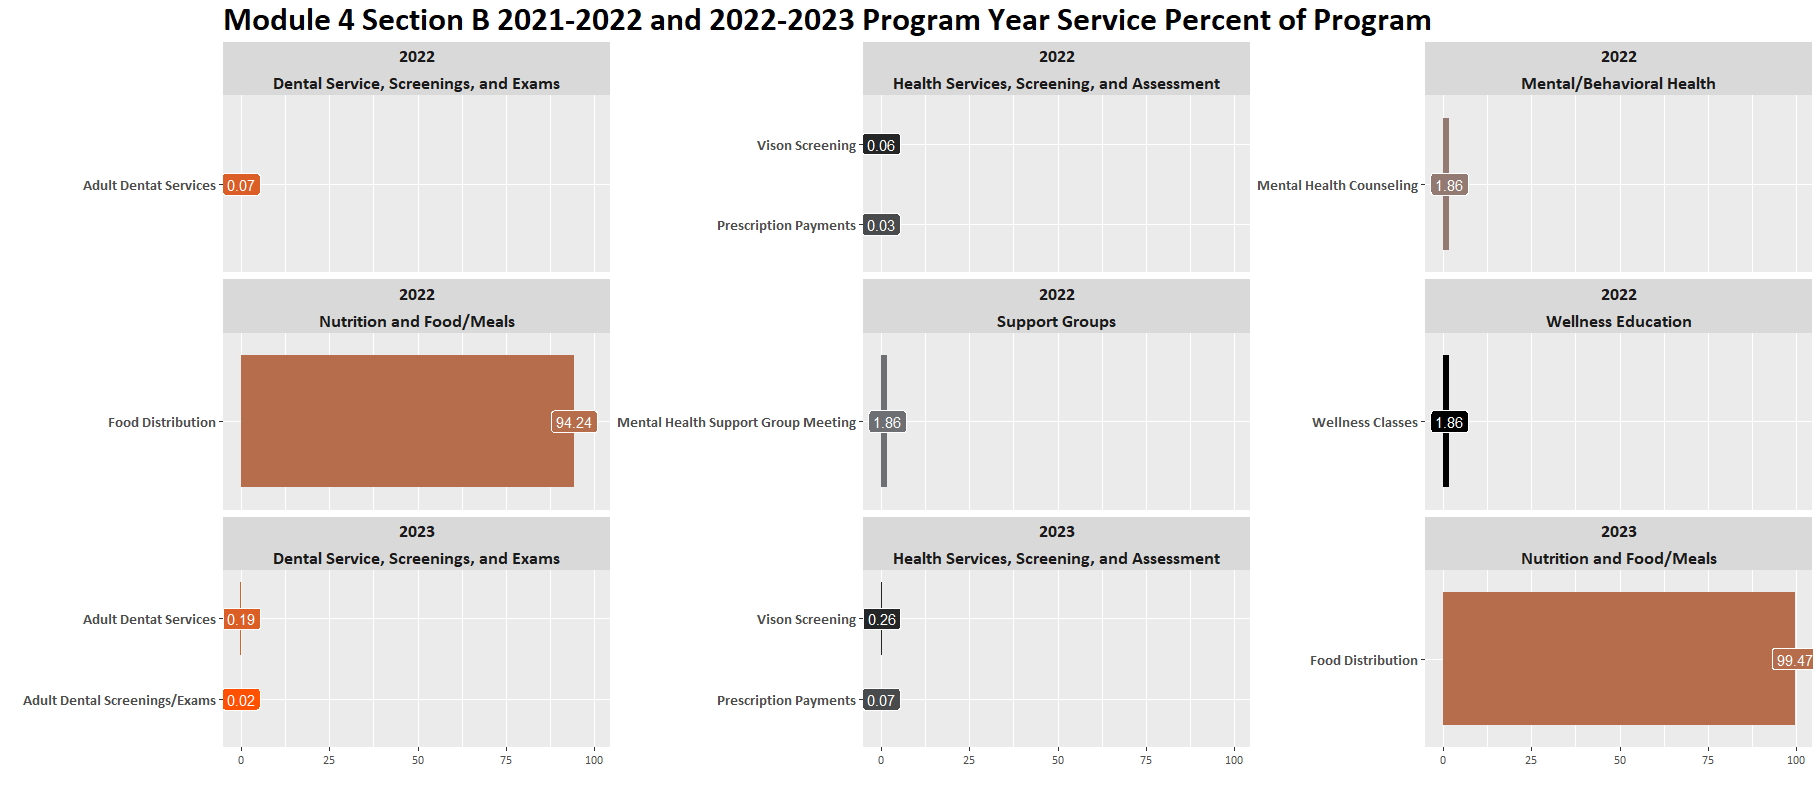 Module 4 Section B 2021-2022 and 2022-2023 Program Year Service Percent of Program
2022
Dental Service, Screenings, and Exams
Adult Dentat Services
0.07
2022
Health Services, Screening, and Assessment
Vison Screening
0.06
Prescription Payments
0.03
2022
Mental/Behavioral Health
Mental Health Counseling
1.86
2022
Nutrition and Food/Meals
Food Distribution
94.24
2022
Support Groups
Mental Health Support Group Meeting
1.86
2022
Wellness Education
Wellness Classes
1.86
2023
Dental Service, Screenings, and Exams
Adult Dentat Services
0.19
Adult Dental Screenings/Exams
0.02
0 25 50 75 100
2023
Health Services, Screening, and Assessment
Vison Screening
0.26
Prescription Payments
0.07
0 25 50 75 100
2023
Nutrition and Food/Meals
Food Distribution
99.47
0 25 50 75 100